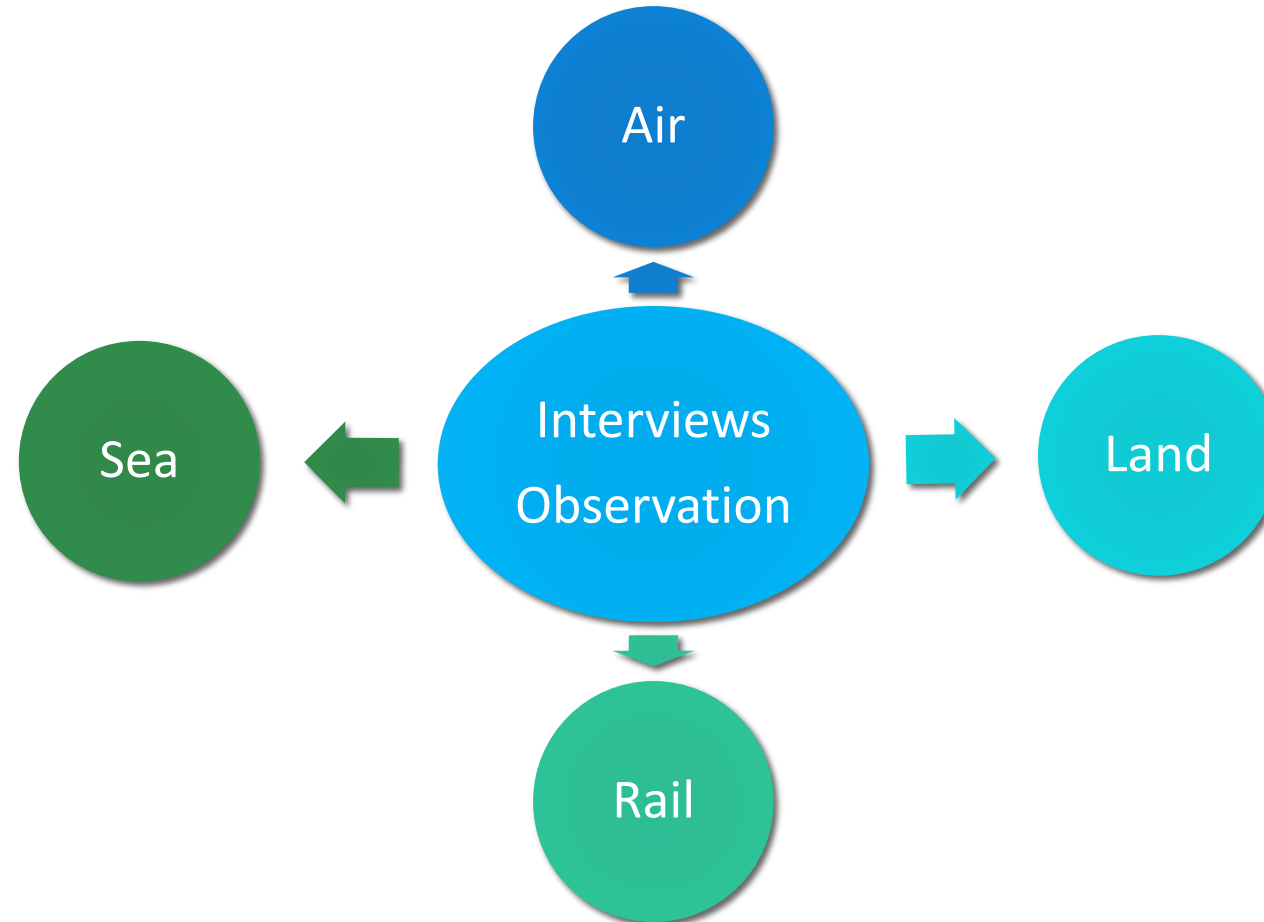 Air
Interviews
Observation
Sea
Land
Rail